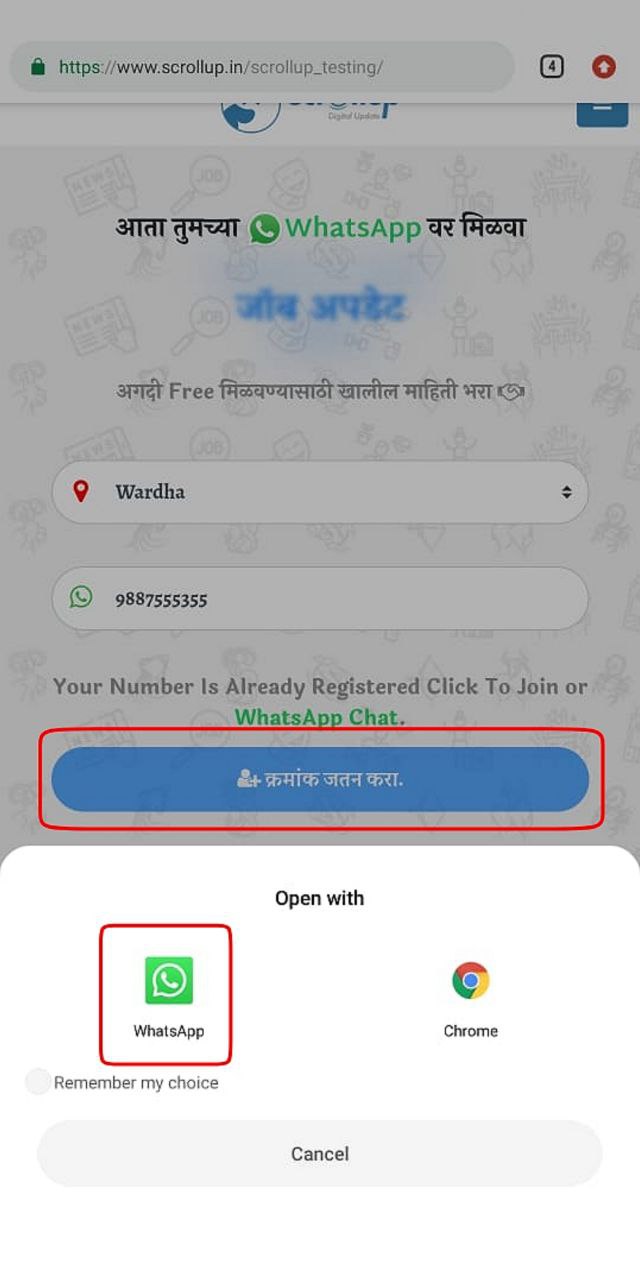 https://www.scrollup.in/scrollup_testing/
4
Digital Update
आता तुमच्या WhatsApp वर मिळवा
जॉब अपडेट
अगदी Free मिळवण्यासाठी खालील माहिती भरा
Wardha
9887555355
Your Number Is Already Registered Click To Join or
WhatsApp Chat.
क्रमांक जतन करा.
Open with
WhatsApp
Chrome
Remember my choice
Cancel